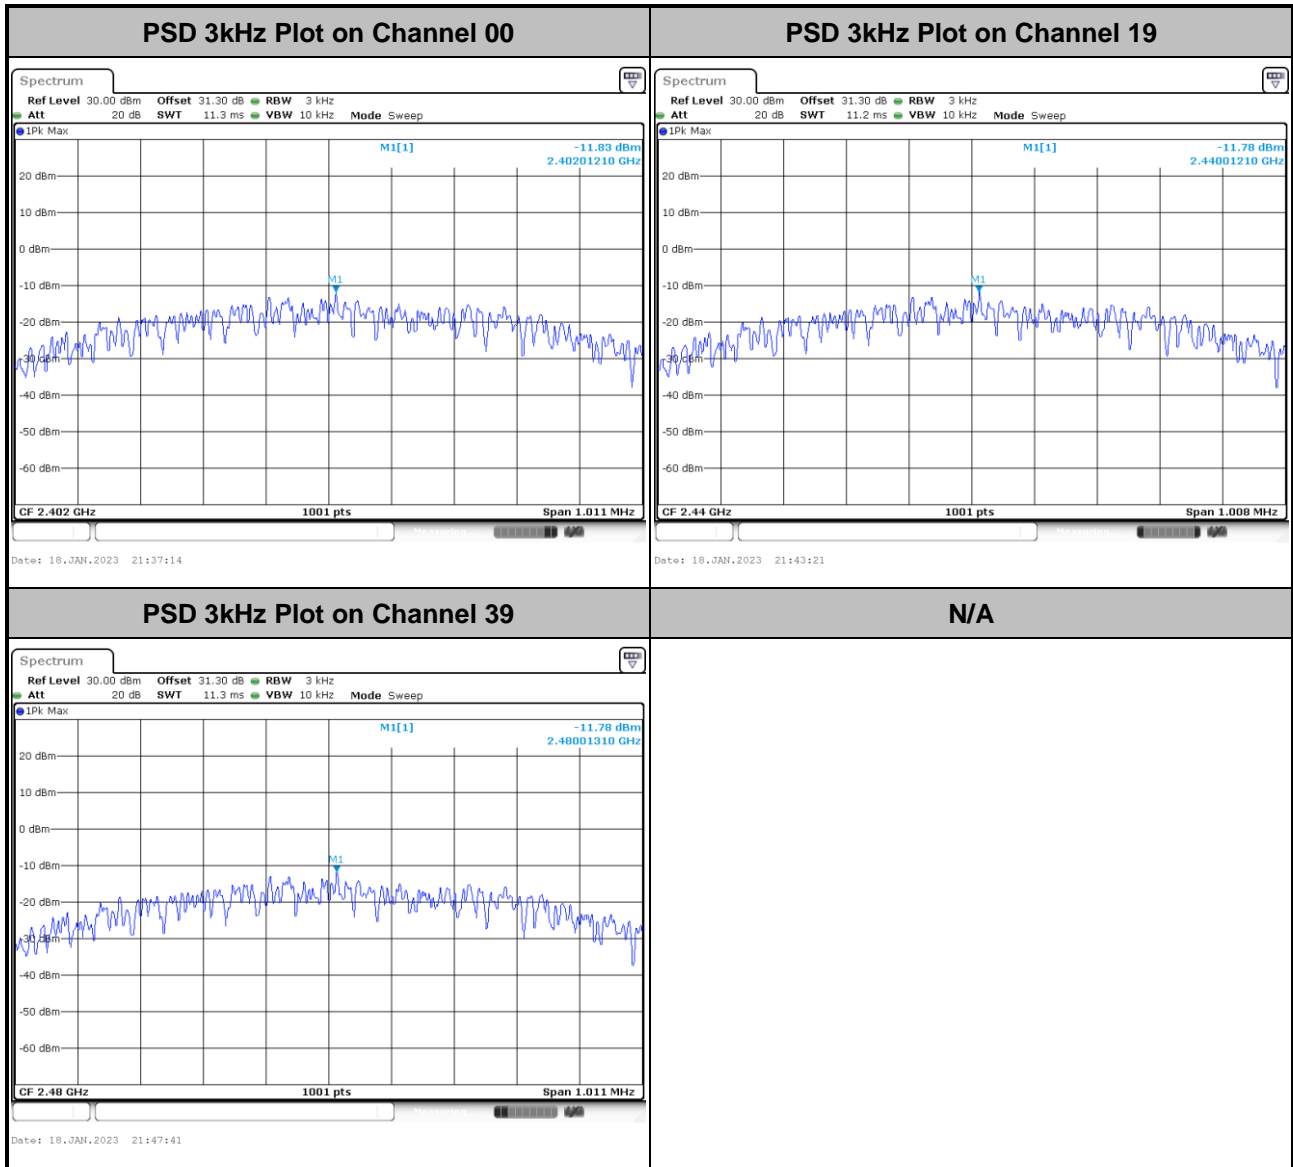 PSD 3kHz Plot on Channel 00
Spectrum
Ref Level 30.00 dBm Offset 31.30 dB RBW 3 kHz
Att 20 dB SWT 11.3 ms VBW 10 kHz Mode Sweep
1Pk Max
M1[1] -11.83 dBm
2.40201210 GHz
20 dBm
10 dBm
0 dBm
M1
-10 dBm
-20 dBm
-30 dBm
-40 dBm
-50 dBm
-60 dBm
CF 2.402 GHz 1001 pts Span 1.011 MHz
Measuring...
Date: 18.JAN.2023 21:37:14
PSD 3kHz Plot on Channel 19
Spectrum
Ref Level 30.00 dBm Offset 31.30 dB RBW 3 kHz
Att 20 dB SWT 11.2 ms VBW 10 kHz Mode Sweep
1Pk Max
M1[1] -11.78 dBm
2.44001210 GHz
20 dBm
10 dBm
0 dBm
M1
-10 dBm
-20 dBm
-30 dBm
-40 dBm
-50 dBm
-60 dBm
CF 2.44 GHz 1001 pts Span 1.008 MHz
Measuring...
Date: 18.JAN.2023 21:43:21
PSD 3kHz Plot on Channel 39
Spectrum
Ref Level 30.00 dBm Offset 31.30 dB RBW 3 kHz
Att 20 dB SWT 11.3 ms VBW 10 kHz Mode Sweep
1Pk Max
M1[1] -11.78 dBm
2.48001310 GHz
20 dBm
10 dBm
0 dBm
M1
-10 dBm
-20 dBm
-30 dBm
-40 dBm
-50 dBm
-60 dBm
CF 2.48 GHz 1001 pts Span 1.011 MHz
Measuring...
Date: 18.JAN.2023 21:47:41
N/A